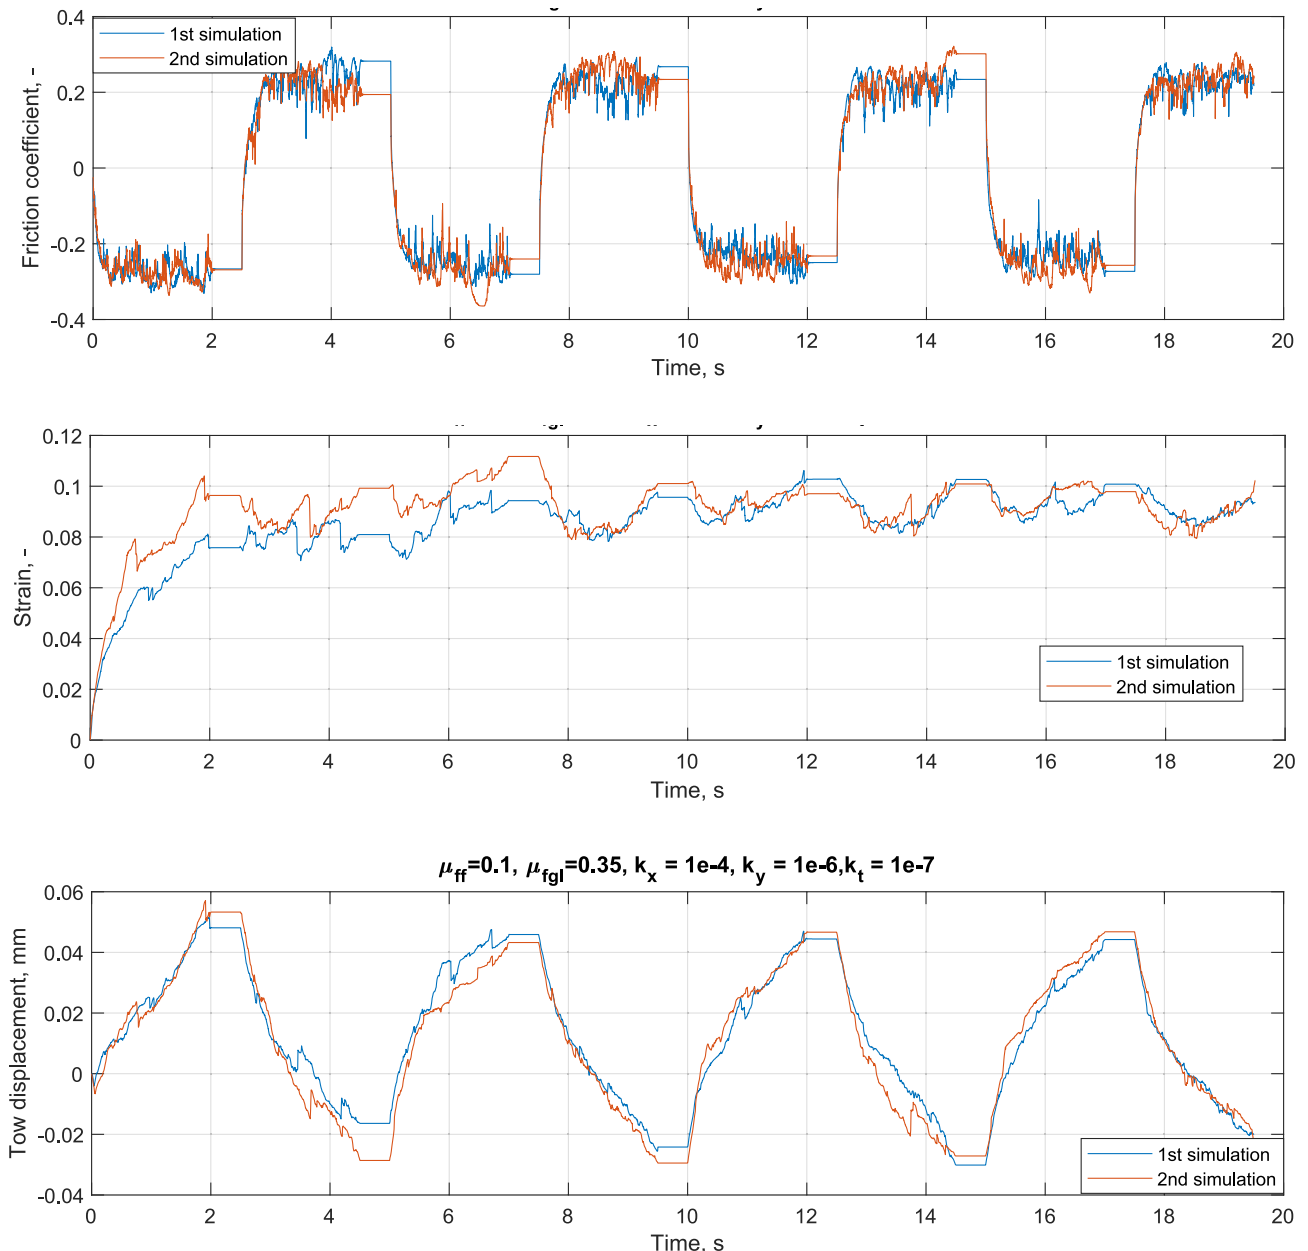 0.4
1st simulation
2nd simulation
0.2
0
-0.2
-0.4
Friction coefficient, -
0 2 4 6 8 10 12 14 16 18 20
Time, s
0.12
0.1
0.08
0.06
0.04
0.02
0
Strain, -
1st simulation
2nd simulation
0 2 4 6 8 10 12 14 16 18 20
Time, s
μff=0.1, μfgl=0.35, kx = 1e-4, ky = 1e-6,kt = 1e-7
0.06
0.04
0.02
0
-0.02
-0.04
Tow displacement, mm
1st simulation
2nd simulation
0 2 4 6 8 10 12 14 16 18 20
Time, s